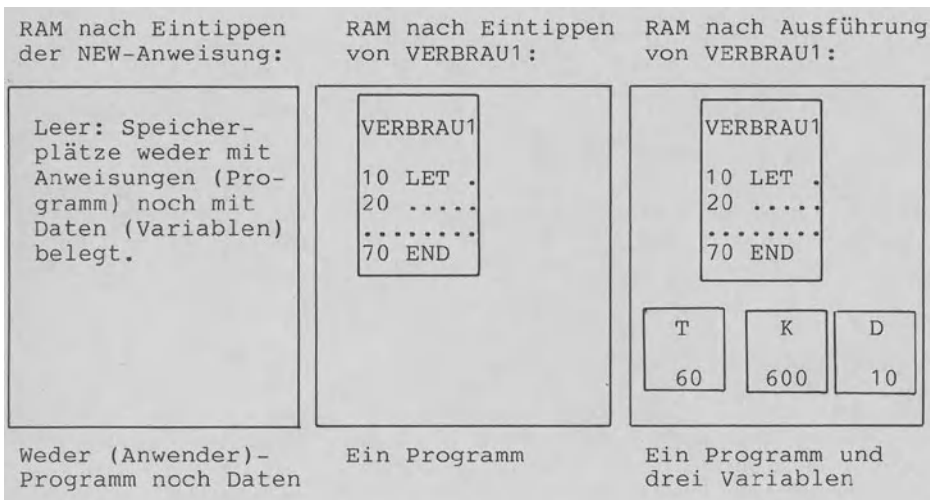 RAM nach Eintippen
der NEW-Anweisung:
RAM nach Eintippen
von VERBRAU1:
RAM nach Ausführung
von VERBRAU1:
Leer: Speicher-
plätze weder mit
Anweisungen (Pro-
gramm) noch mit
Daten (Variablen)
belegt.
VERBRAU1
10 LET .
20 .....
........
70 END
VERBRAU1
10 LET .
20 .....
........
70 END
T
60
K
600
D
10
Weder (Anwender)-
Programm noch Daten
Ein Programm
Ein Programm und
drei Variablen